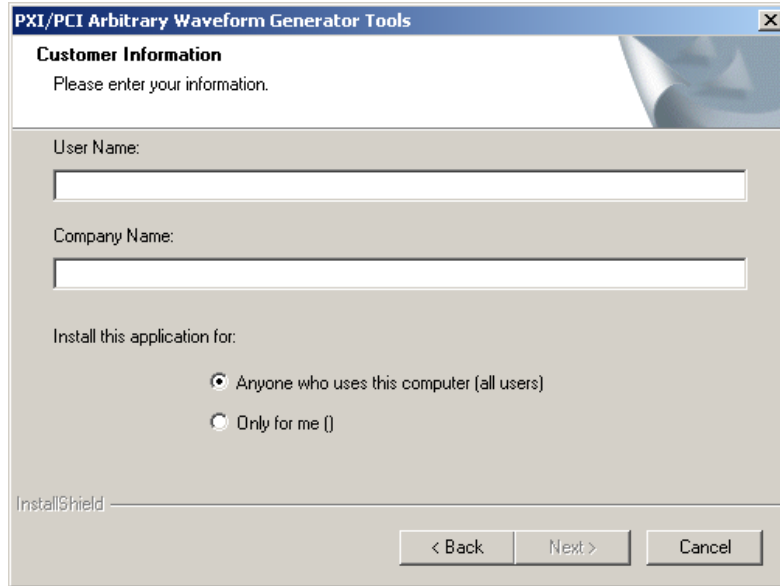 PXI/PCI Arbitrary Waveform Generator Tools
Customer Information
Please enter your information.
User Name:
Company Name:
Install this application for:
Anyone who uses this computer (all users)
Only for me ()
InstallShield
< Back Next > Cancel